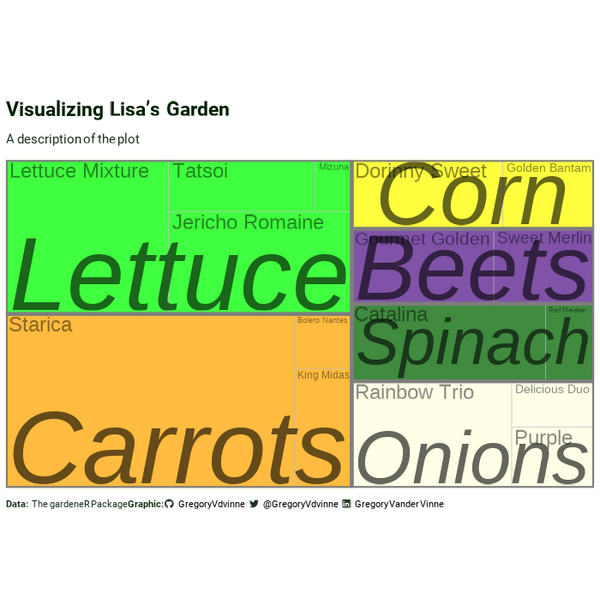 Visualizing Lisa’s Garden
A description of the plot
Lettuce Mixture
Tatsoi
Mizuna
Jericho Romaine
Lettuce
Dorinny Sweet
Golden Bantam
Corn
Gourmet Golden
Sweet Merlin
Beets
Catalina
Red Malabar
Spinach
Starica
Bolero Nantes
King Midas
Carrots
Rainbow Trio
Delicious Duo
Purple
Onions
Data: The gardeneR Package Graphic: GregoryVdvinne @GregoryVdvinne GregoryVanderVinne